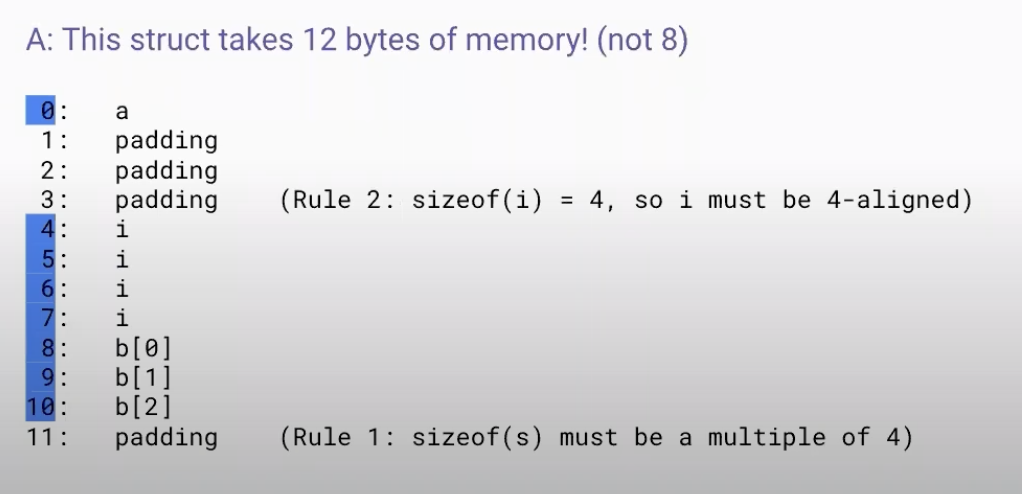 A: This struct takes 12 bytes of memory! (not 8)
0: a
1: padding
2: padding
3: padding (Rule 2: sizeof(i) = 4, so i must be 4-aligned)
4: i
5: i
6: i
7: i
8: b[0]
9: b[1]
10: b[2]
11: padding (Rule 1: sizeof(s) must be a multiple of 4)